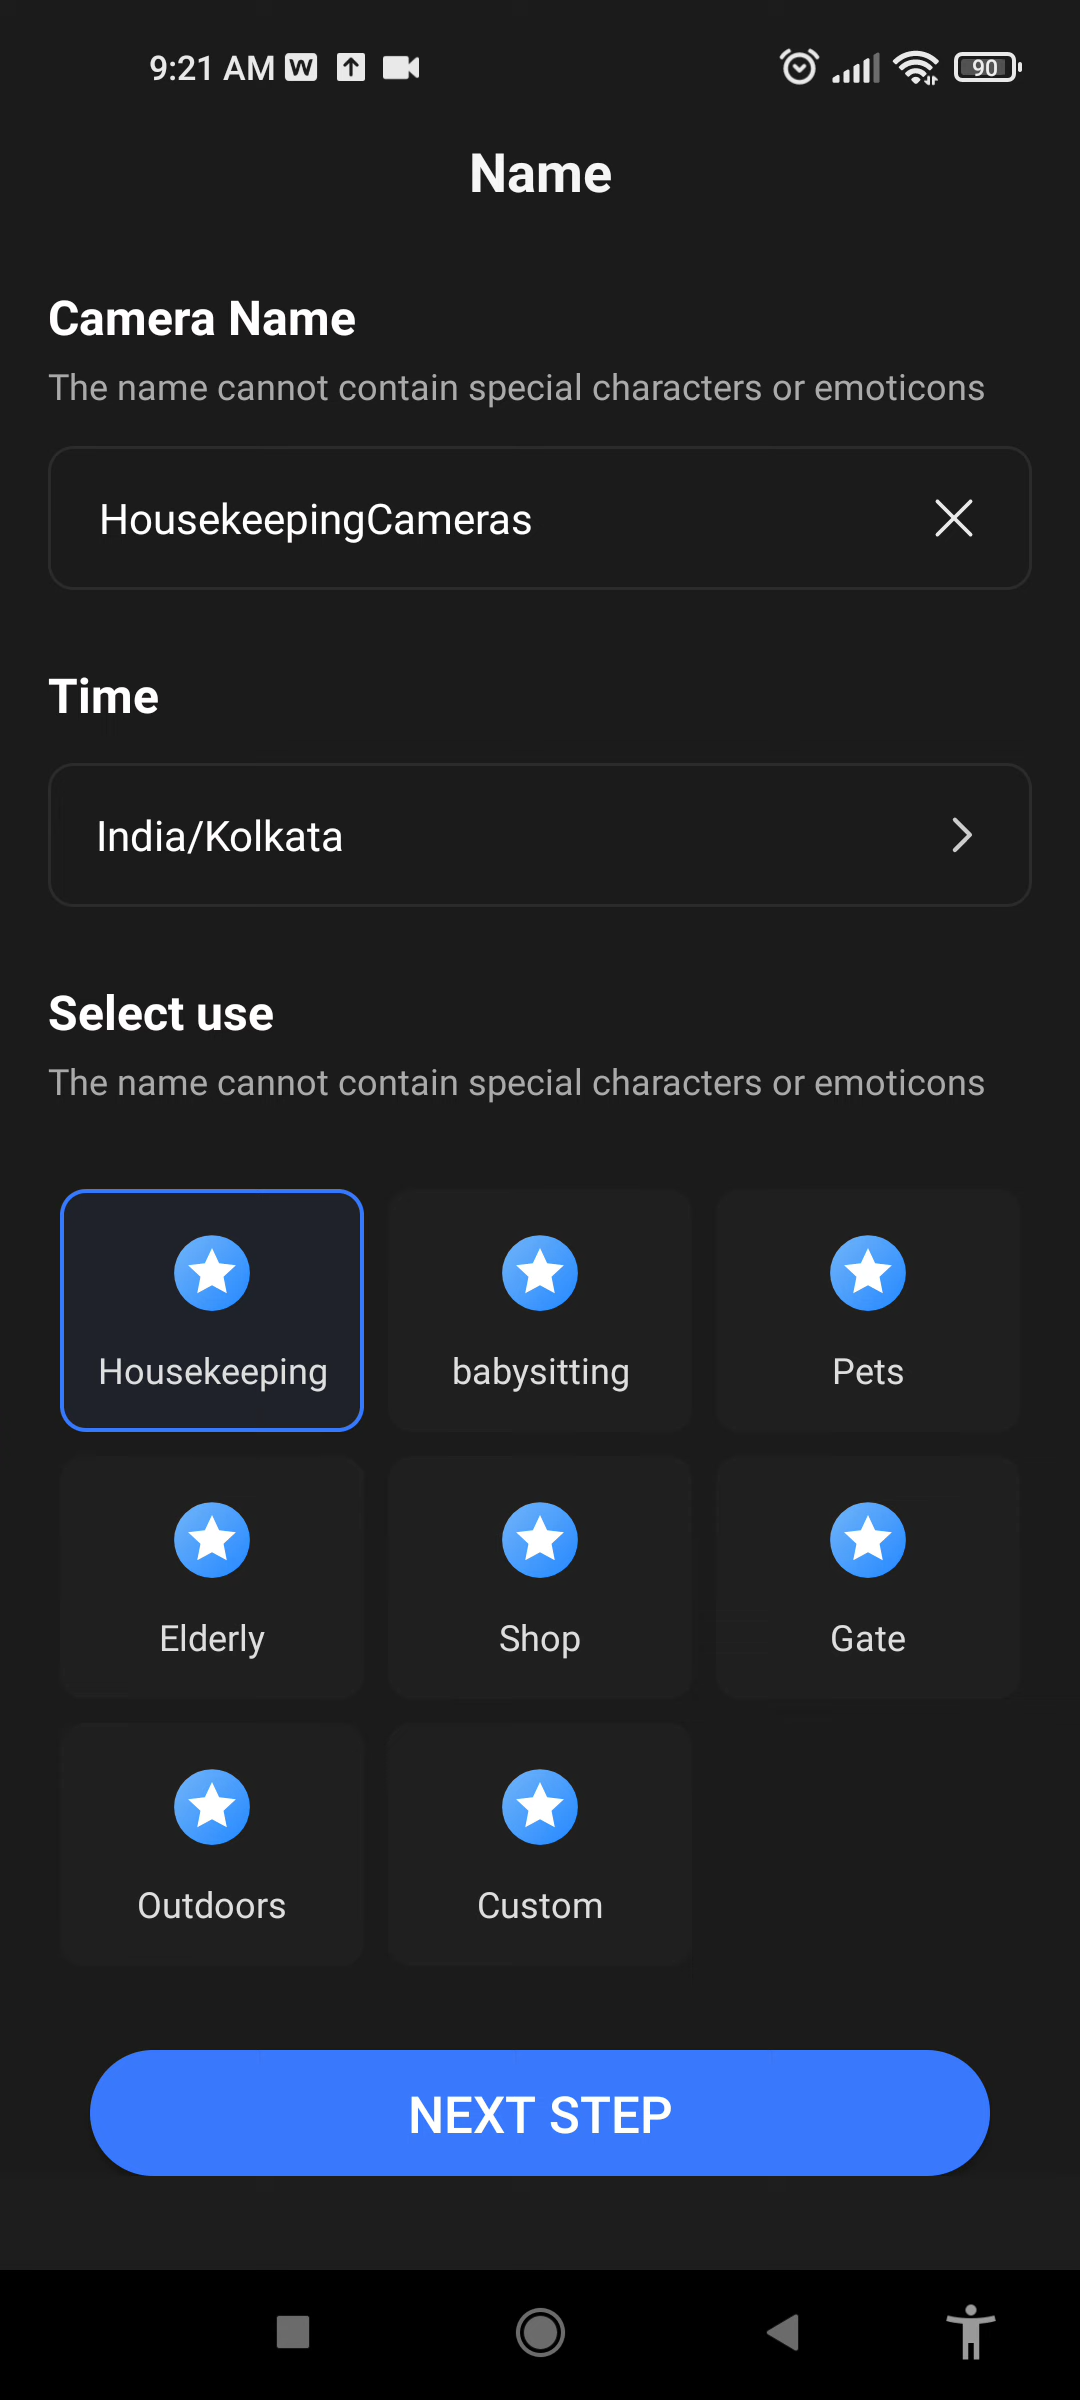 9:21 AM W
90
Name
Camera Name
The name cannot contain special characters or emoticons
HousekeepingCameras
Time
India/Kolkata
Select use
The name cannot contain special characters or emoticons
Housekeeping babysitting Pets
Elderly Shop Gate
Outdoors Custom
NEXT STEP